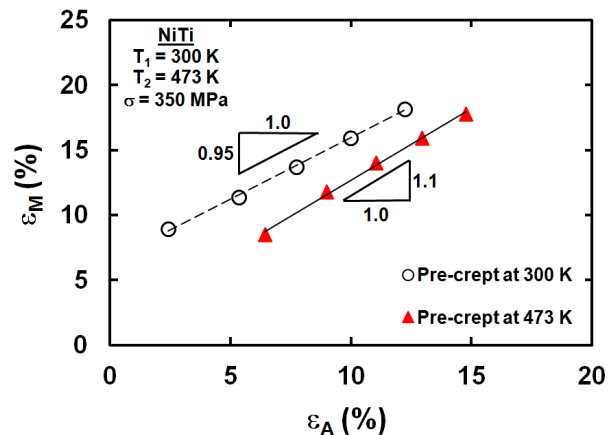 NiTi
T1 = 300 K
T2 = 473 K
σ = 350 MPa
25
20
15
10
5
0
εM (%)
1.0
0.95
1.1
1.0
Pre-crept at 300 K
Pre-crept at 473 K
0 5 10 15 20
εA (%)